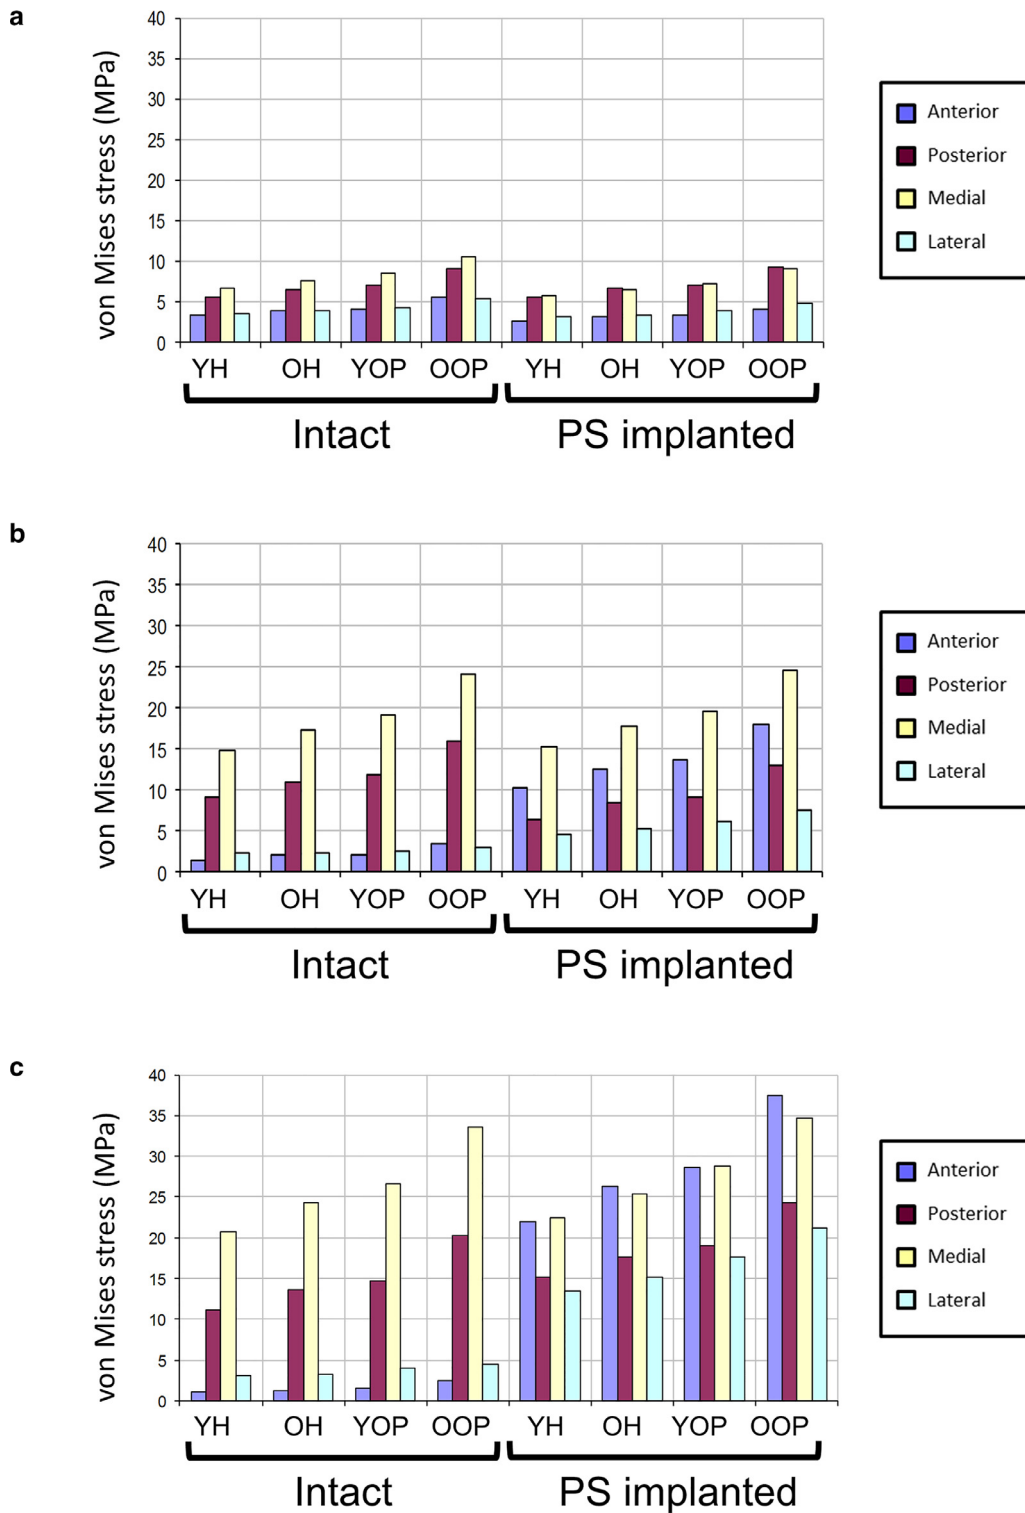 a
von Mises stress (MPa)
40
35
30
25
20
15
10
5
0
YH OH YOP OOP YH OH YOP OOP
Intact PS implanted
Anterior
Posterior
Medial
Lateral
b
von Mises stress (MPa)
40
35
30
25
20
15
10
5
0
YH OH YOP OOP YH OH YOP OOP
Intact PS implanted
Anterior
Posterior
Medial
Lateral
c
von Mises stress (MPa)
40
35
30
25
20
15
10
5
0
YH OH YOP OOP YH OH YOP OOP
Intact PS implanted
Anterior
Posterior
Medial
Lateral